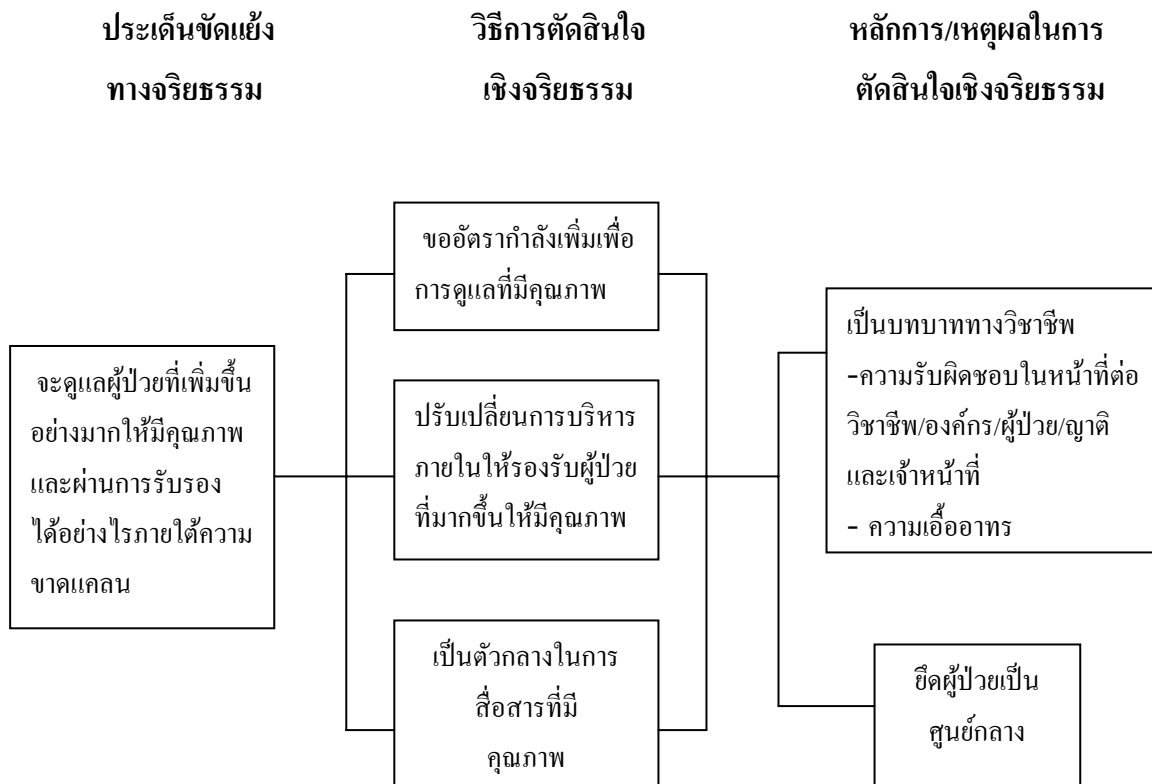 ประเด็นขัดแย้ง
ทางจริยธรรม
วิธีการตัดสินใจ
เชิงจริยธรรม
หลักการ/เหตุผลในการ
ตัดสินใจเชิงจริยธรรม
จะดูแลผู้ป่วยที่เพิ่มขึ้น
อย่างมากให้มีคุณภาพ
และผ่านการรับรอง
ได้อย่างไรภายใต้ความ
ขาดแคลน
ขออัตรากำลังเพิ่มเพื่อ
การดูแลที่มีคุณภาพ
ปรับเปลี่ยนการบริหาร
ภายในให้รองรับผู้ป่วย
ที่มากขึ้นให้มีคุณภาพ
เป็นตัวกลางในการ
สื่อสารที่มี
คุณภาพ
เป็นบทบาททางวิชาชีพ
-ความรับผิดชอบในหน้าที่ต่อ
วิชาชีพ/องค์กร/ผู้ป่วย/ญาติ
และเจ้าหน้าที่
- ความเอื้ออาทร
ยึดผู้ป่วยเป็น
ศูนย์กลาง